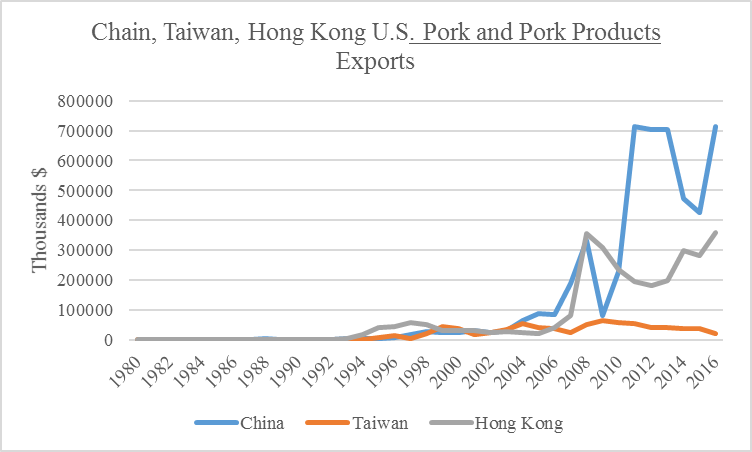 Chain, Taiwan, Hong Kong U.S. Pork and Pork Products
Exports
Thousands $
800000
700000
600000
500000
400000
300000
200000
100000
0
1980 1982 1984 1986 1988 1990 1992 1994 1996 1998 2000 2002 2004 2006 2008 2010 2012 2014 2016
China Taiwan Hong Kong